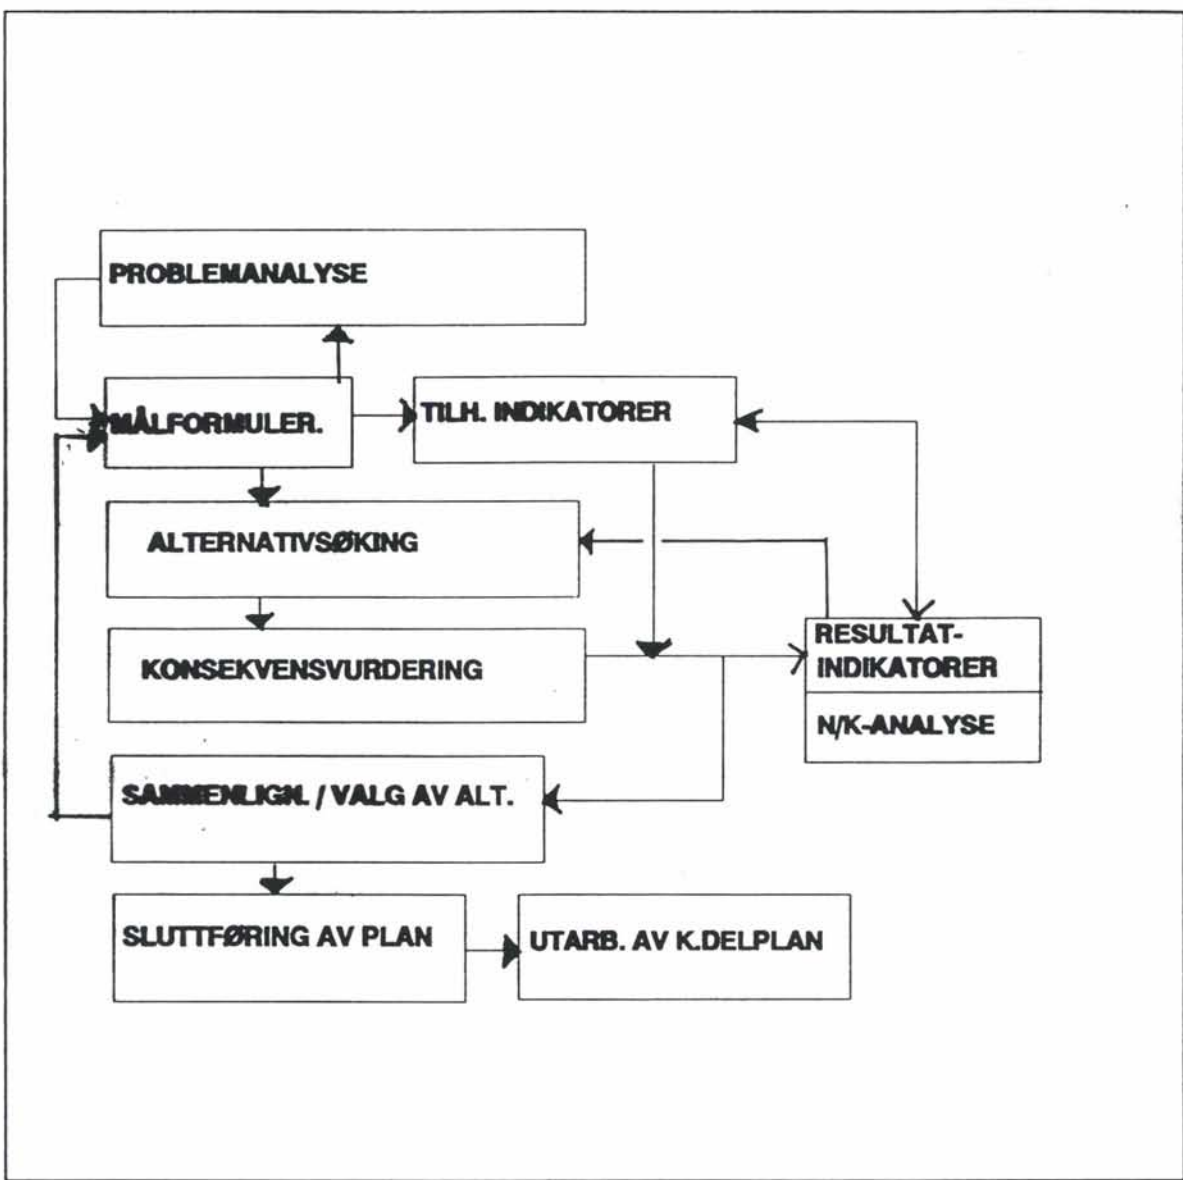 PROBLEMANALYSE
MÅLFORMULER.
TILH. INDIKATORER
ALTERNATIVSØKING
KONSEKVENSVURDERING
RESULTAT-
INDIKATORER
N/K-ANALYSE
SAMMENLIGN. / VALG AV ALT.
SLUTTFØRING AV PLAN
UTARB. AV K.DELPLAN